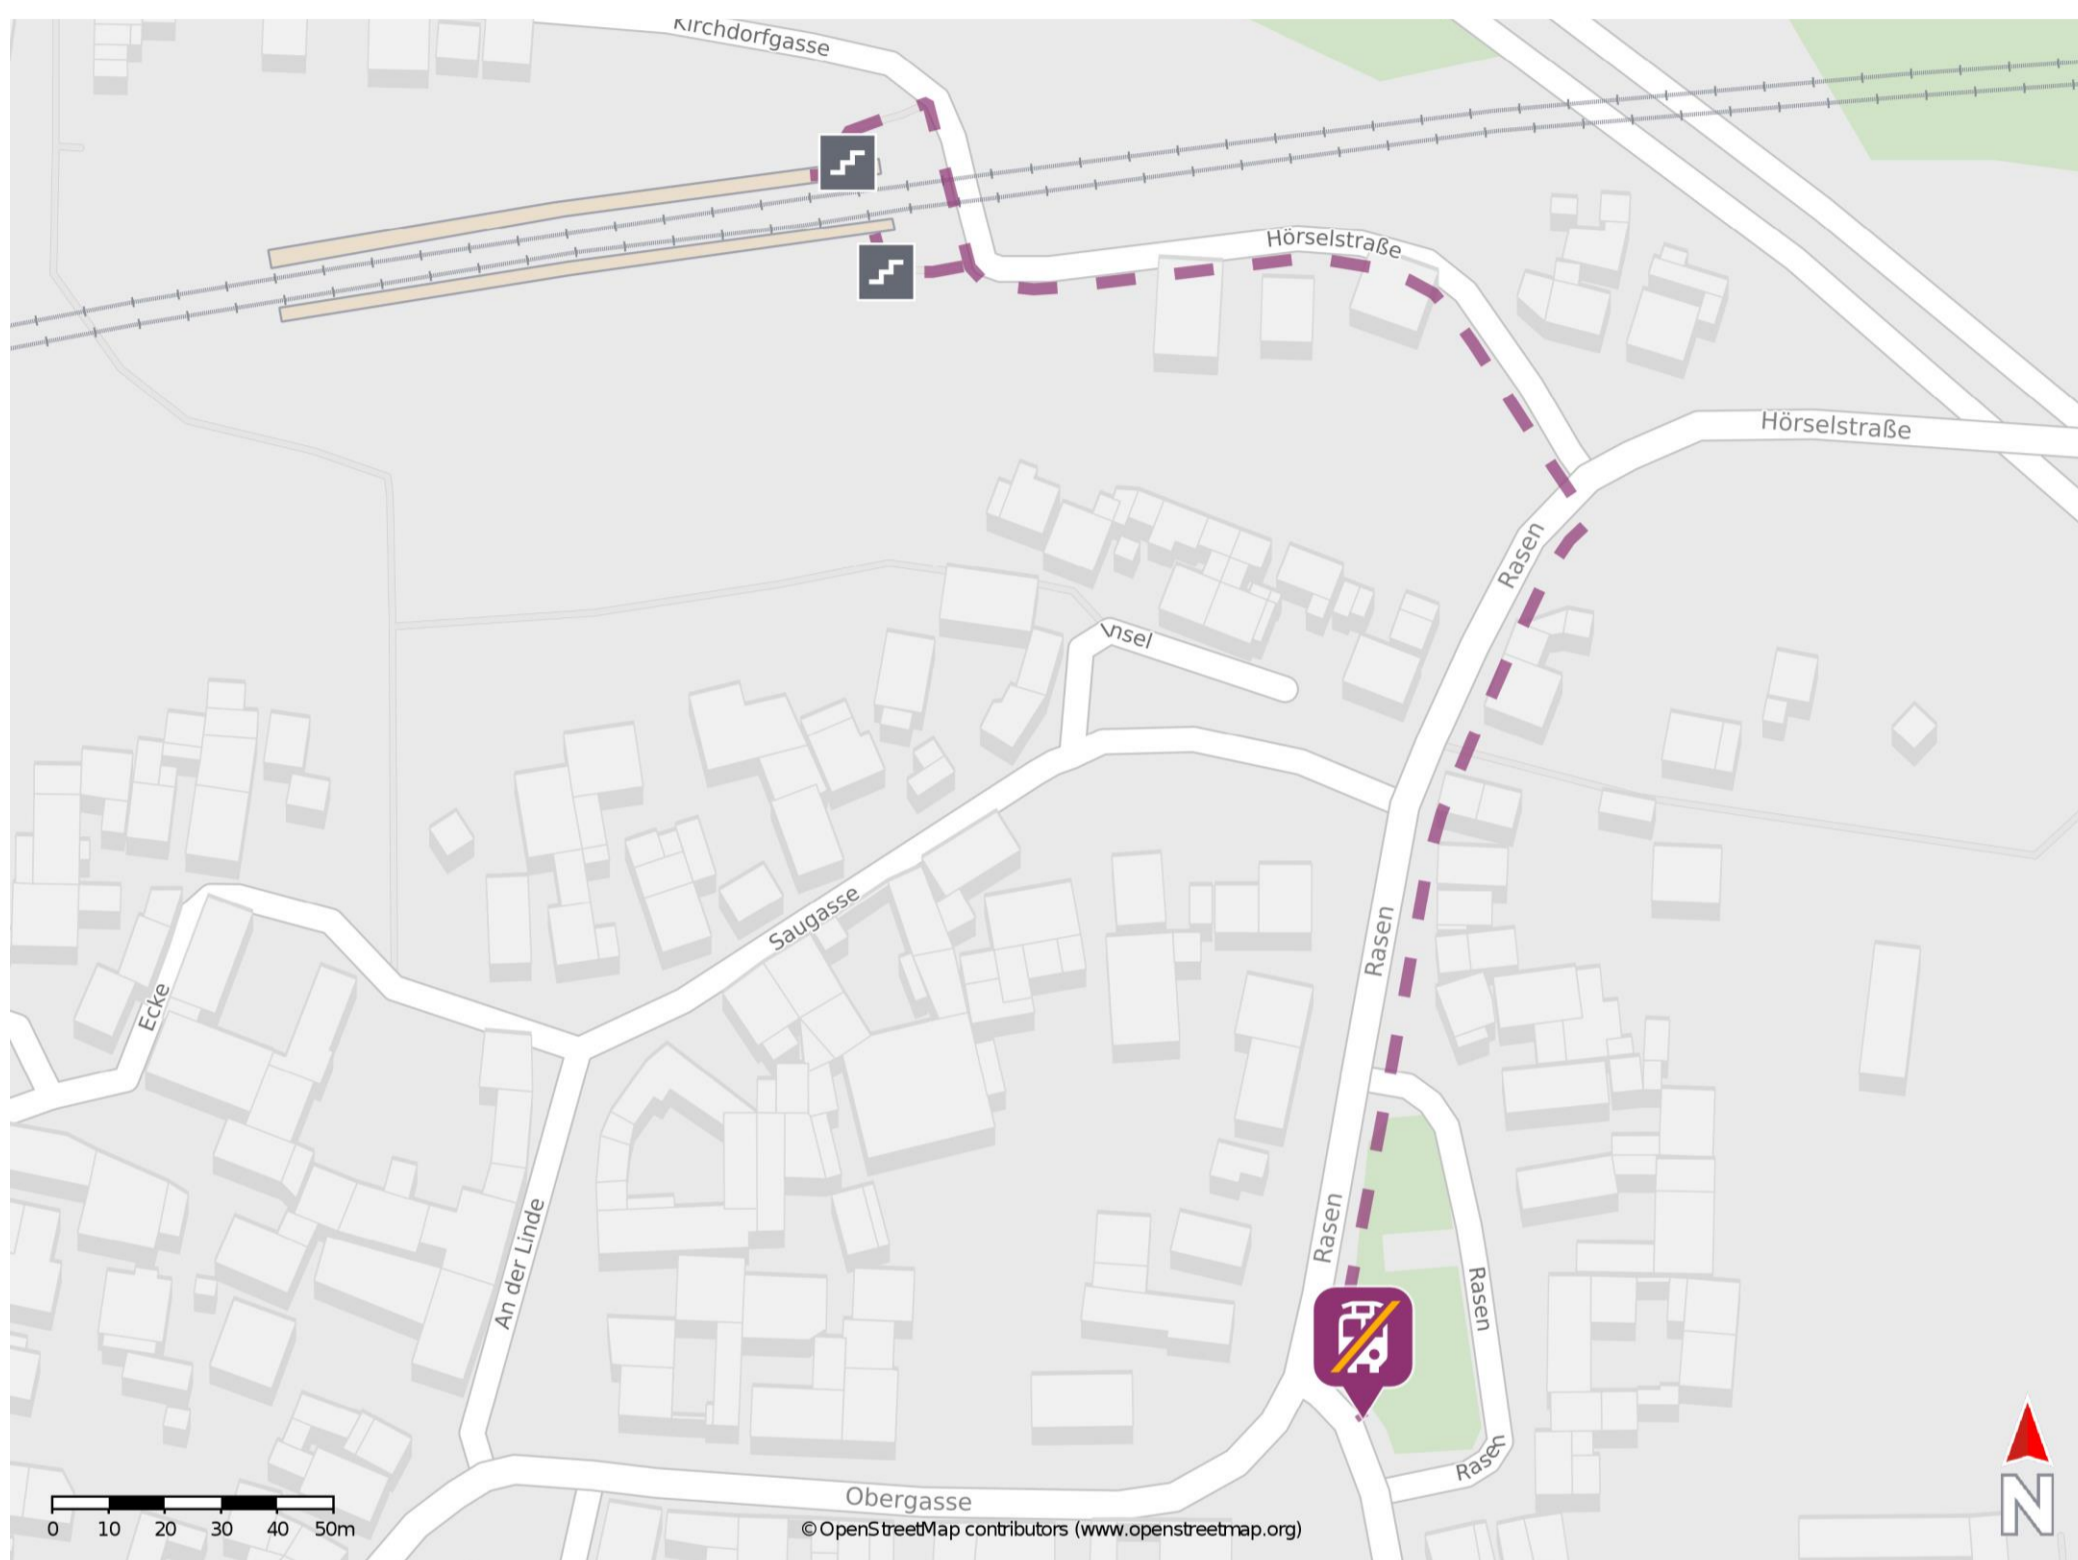 Kirchdorfgasse
Hörselstraße
Hörselstraße
Rasen
Insel
Saugasse
Rasen
Ecke
An der Linde
Rasen
Rasen
Rasen
Obergasse
0 10 20 30 40 50m
©OpenStreetMap contributors (www.openstreetmap.org)
N